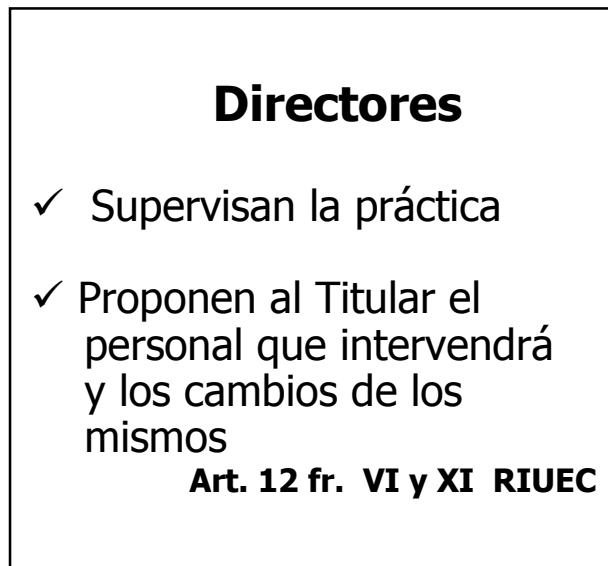 Directores
✓ Supervisan la práctica
✓ Proponen al Titular el
personal que intervendrá
y los cambios de los
mismos
Art. 12 fr. VI y XI RIUEC